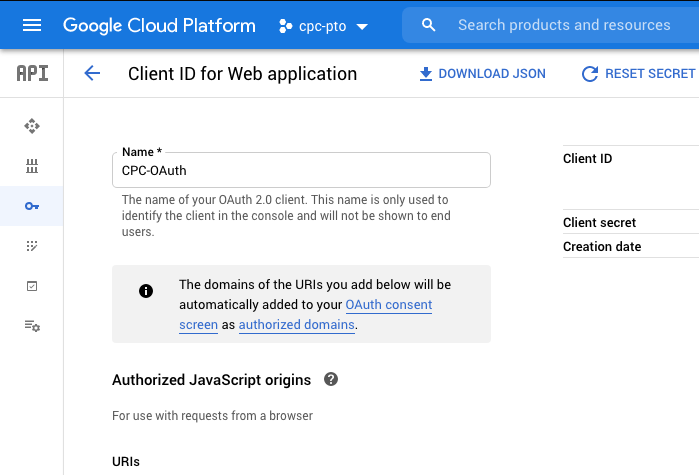 Google Cloud Platform cpc-pto Search products and resources
API Client ID for Web application DOWNLOAD JSON RESET SECRET
Name *
CPC-OAuth
The name of your OAuth 2.0 client. This name is only used to
identify the client in the console and will not be shown to end
users.
Client ID
Client secret
Creation date
The domains of the URIs you add below will be
automatically added to your OAuth consent
screen as authorized domains.
Authorized JavaScript origins ?
For use with requests from a browser
URIs